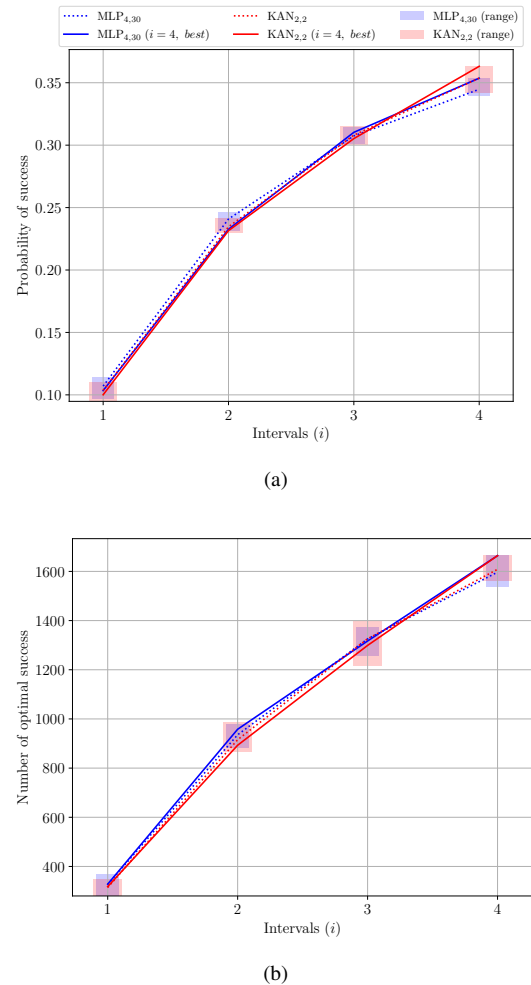 (a)
MLP4,30 KAN2,2 MLP4,30 (range)
MLP4,30 (i = 4, best) KAN2,2 (i = 4, best) KAN2,2 (range)
0.35
0.30
0.25
0.20
0.15
0.10
Probability of success
1 2 3 4
Intervals (i)
(a)
1600
1400
1200
1000
800
600
400
Number of optimal success
1 2 3 4
Intervals (i)
(b)